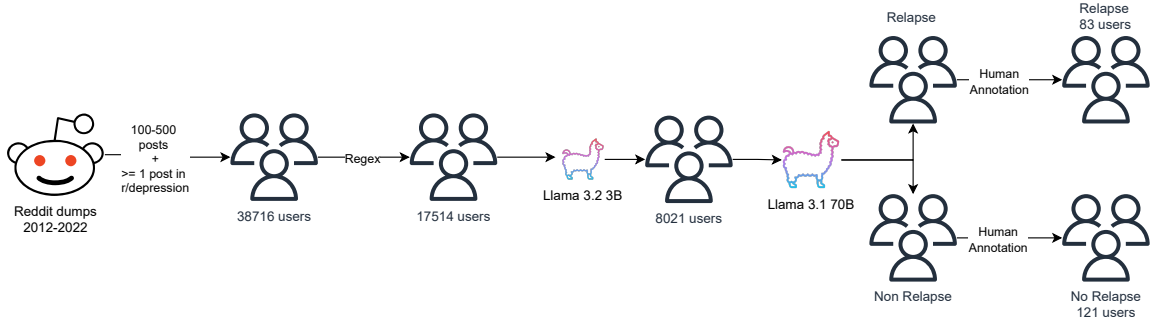 Reddit dumps
2012-2022
100-500
posts
+
>= 1 post in
r/depression
38716 users
Regex
17514 users
Llama 3.2 3B
8021 users
Llama 3.1 70B
Relapse
Human
Annotation
Relapse
83 users
Non Relapse
Human
Annotation
No Relapse
121 users